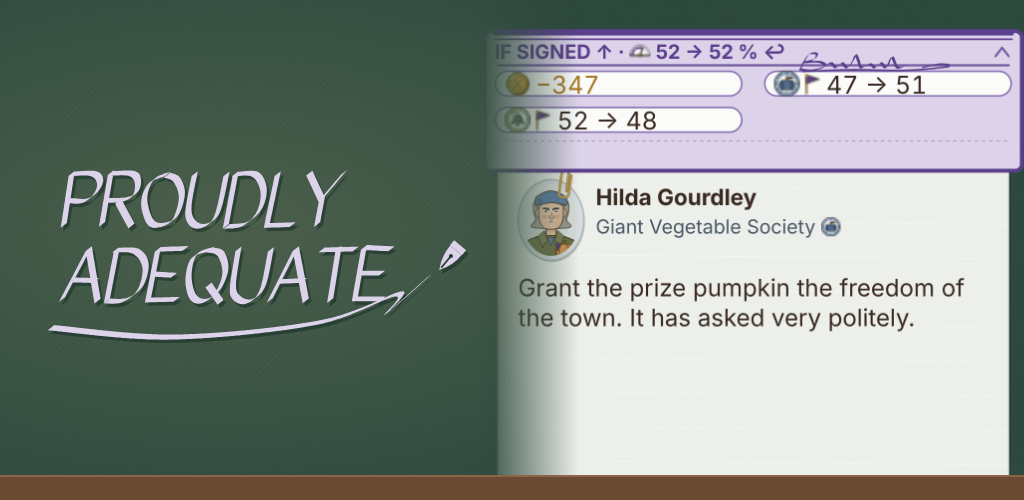 PROUDLY
ADEQUATE
IF SIGNED ↑ · 52 → 52 % ↩
−347
47 → 51
52 → 48
Hilda Gourdley
Giant Vegetable Society
Grant the prize pumpkin the freedom of
the town. It has asked very politely.